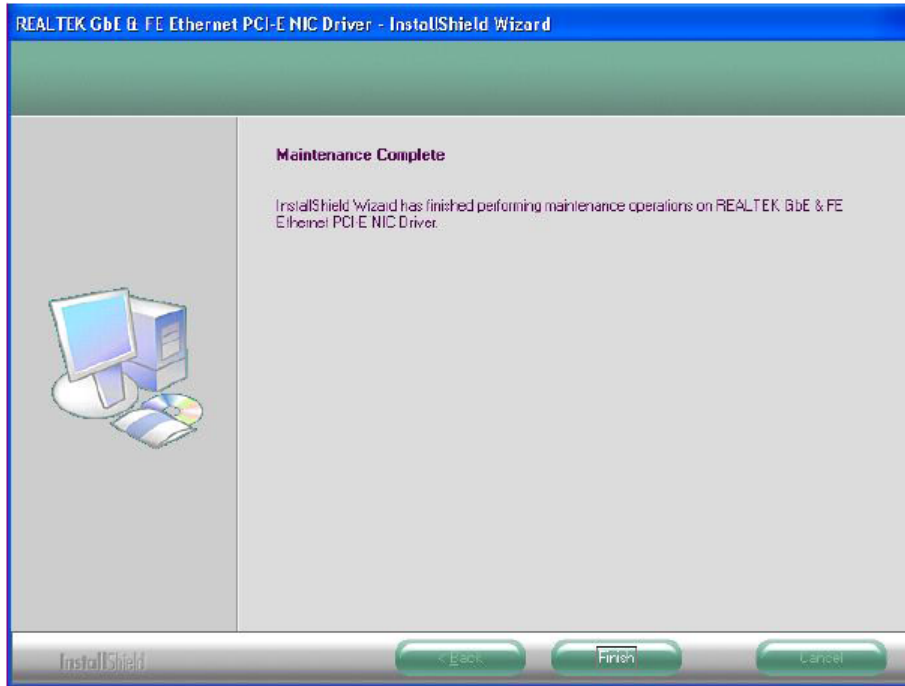 REALTEK GbE & FE Ethernet PCI-E NIC Driver - InstallShield Wizard
Maintenance Complete
InstallShield Wizard has finished performing maintenance operations on REALTEK GbE & FE
Ethernet PCI-E NIC Driver.
InstallShield
< Back Finish Cancel